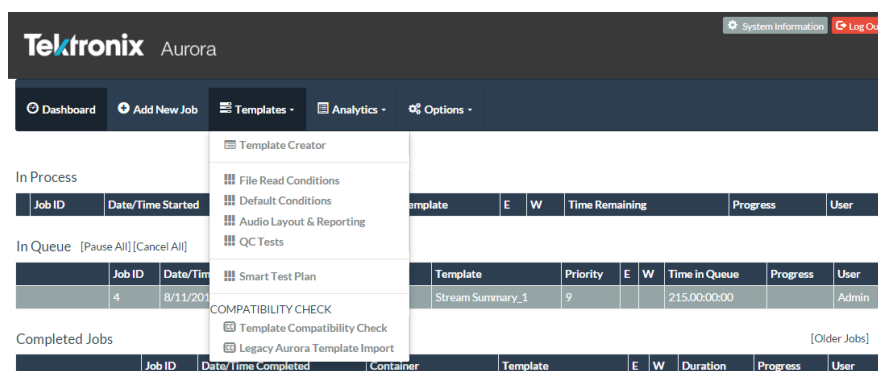 System Information Log Ou
Tektronix Aurora
Dashboard Add New Job Templates Analytics Options
Template Creator
In Process
File Read Conditions
Job ID Date/Time Started emplate E W Time Remaining Progress User
Default Conditions
Audio Layout & Reporting
In Queue [Pause All] [Cancel All]
QC Tests
Job ID Date/Tim Template Priority E W Time in Queue Progress User
Smart Test Plan
4 8/11/201 Stream Summary_1 9 215.00:00:00 Admin
COMPATIBILITY CHECK
Template Compatibility Check
Completed Jobs [Older Jobs]
Legacy Aurora Template Import
Job ID Date/Time Completed Container Template E W Duration Progress User